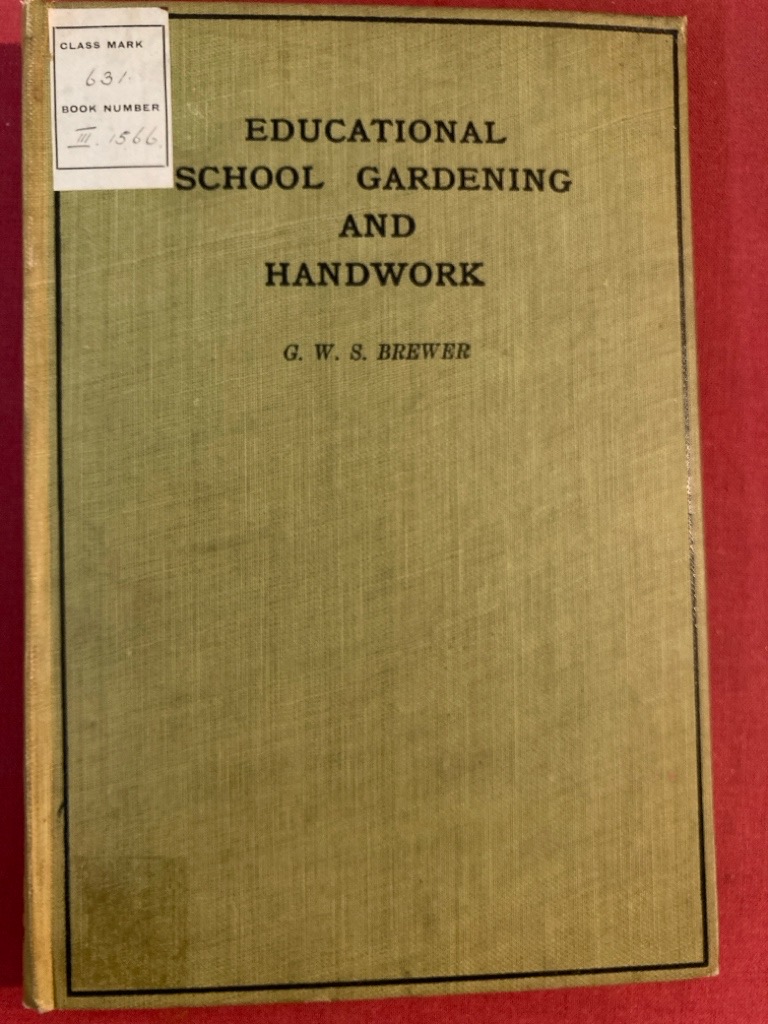 CLASS MARK
631.
BOOK NUMBER
III. 1566
EDUCATIONAL
SCHOOL GARDENING
AND
HANDWORK
G. W. S. BREWER